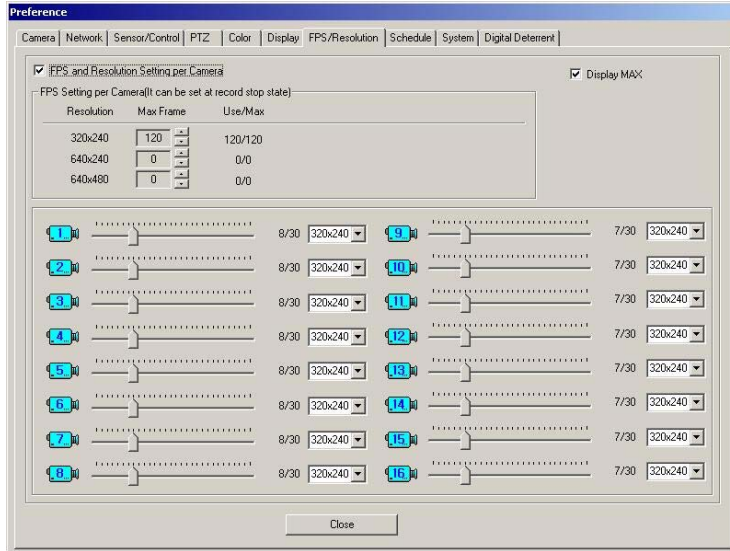 Preference
Camera Network Sensor/Control PTZ Color Display FPS/Resolution Schedule System Digital Deterrent
FPS and Resolution Setting per Camera
Display MAX
FPS Setting per Camera(It can be set at record stop state)
Resolution Max Frame Use/Max
320x240 120 120/120
640x240 0 0/0
640x480 0 0/0
1 8/30 320x240 9 7/30 320x240
2 8/30 320x240 10 7/30 320x240
3 8/30 320x240 11 7/30 320x240
4 8/30 320x240 12 7/30 320x240
5 8/30 320x240 13 7/30 320x240
6 8/30 320x240 14 7/30 320x240
7 8/30 320x240 15 7/30 320x240
8 8/30 320x240 16 7/30 320x240
Close